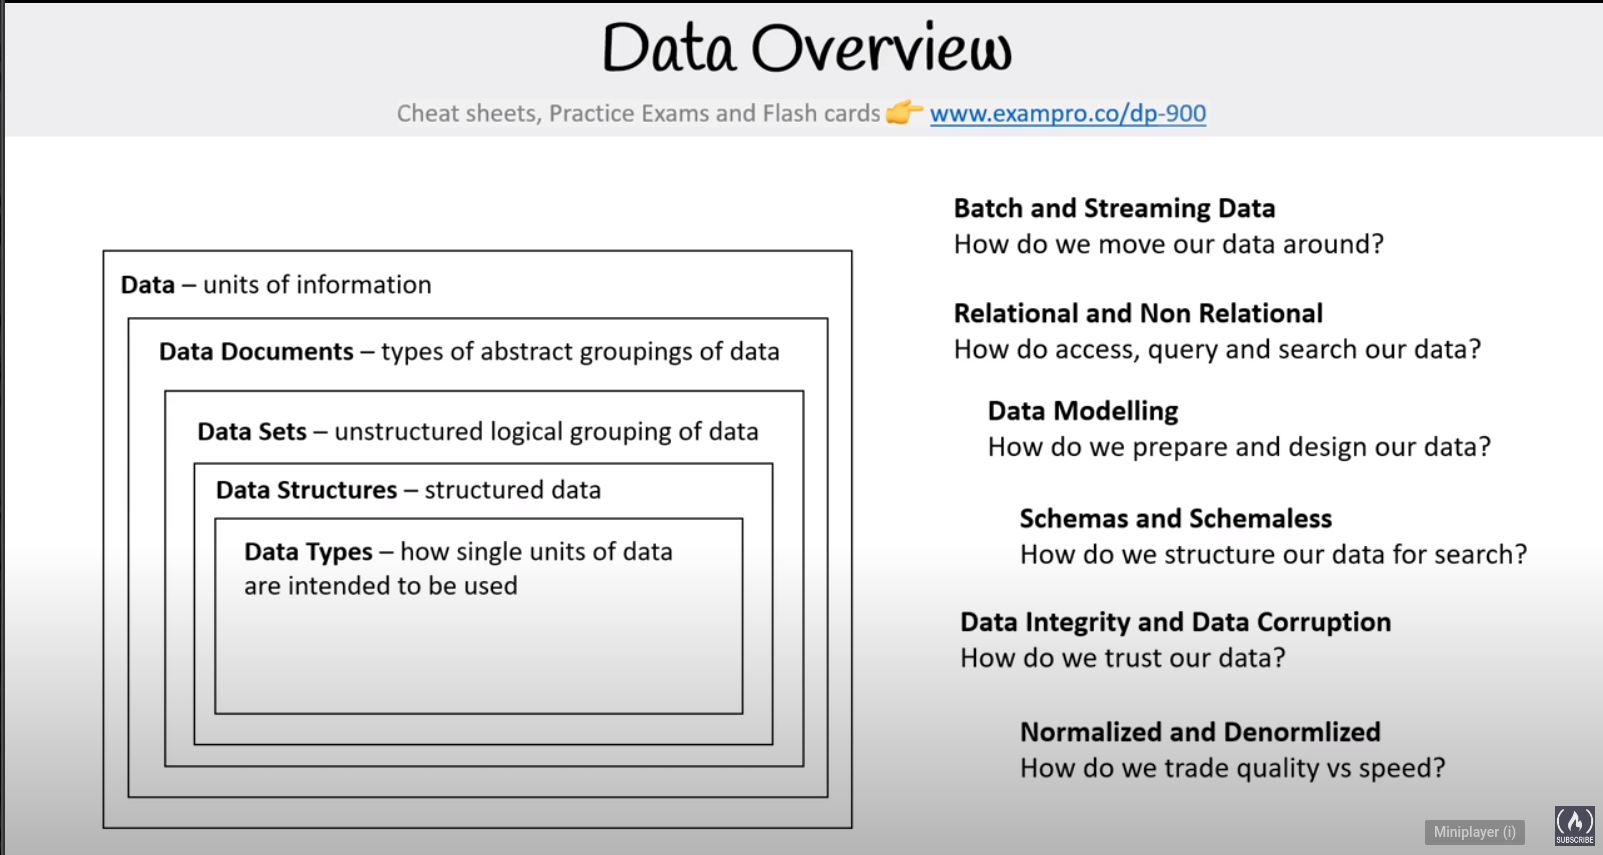 Data Overview
Cheat sheets, Practice Exams and Flash cards 👉 www.exampro.co/dp-900
Data – units of information
Data Documents – types of abstract groupings of data
Data Sets – unstructured logical grouping of data
Data Structures – structured data
Data Types – how single units of data
are intended to be used
Batch and Streaming Data
How do we move our data around?
Relational and Non Relational
How do access, query and search our data?
Data Modelling
How do we prepare and design our data?
Schemas and Schemaless
How do we structure our data for search?
Data Integrity and Data Corruption
How do we trust our data?
Normalized and Denormlized
How do we trade quality vs speed?
Miniplayer (i)
SUBSCRIBE